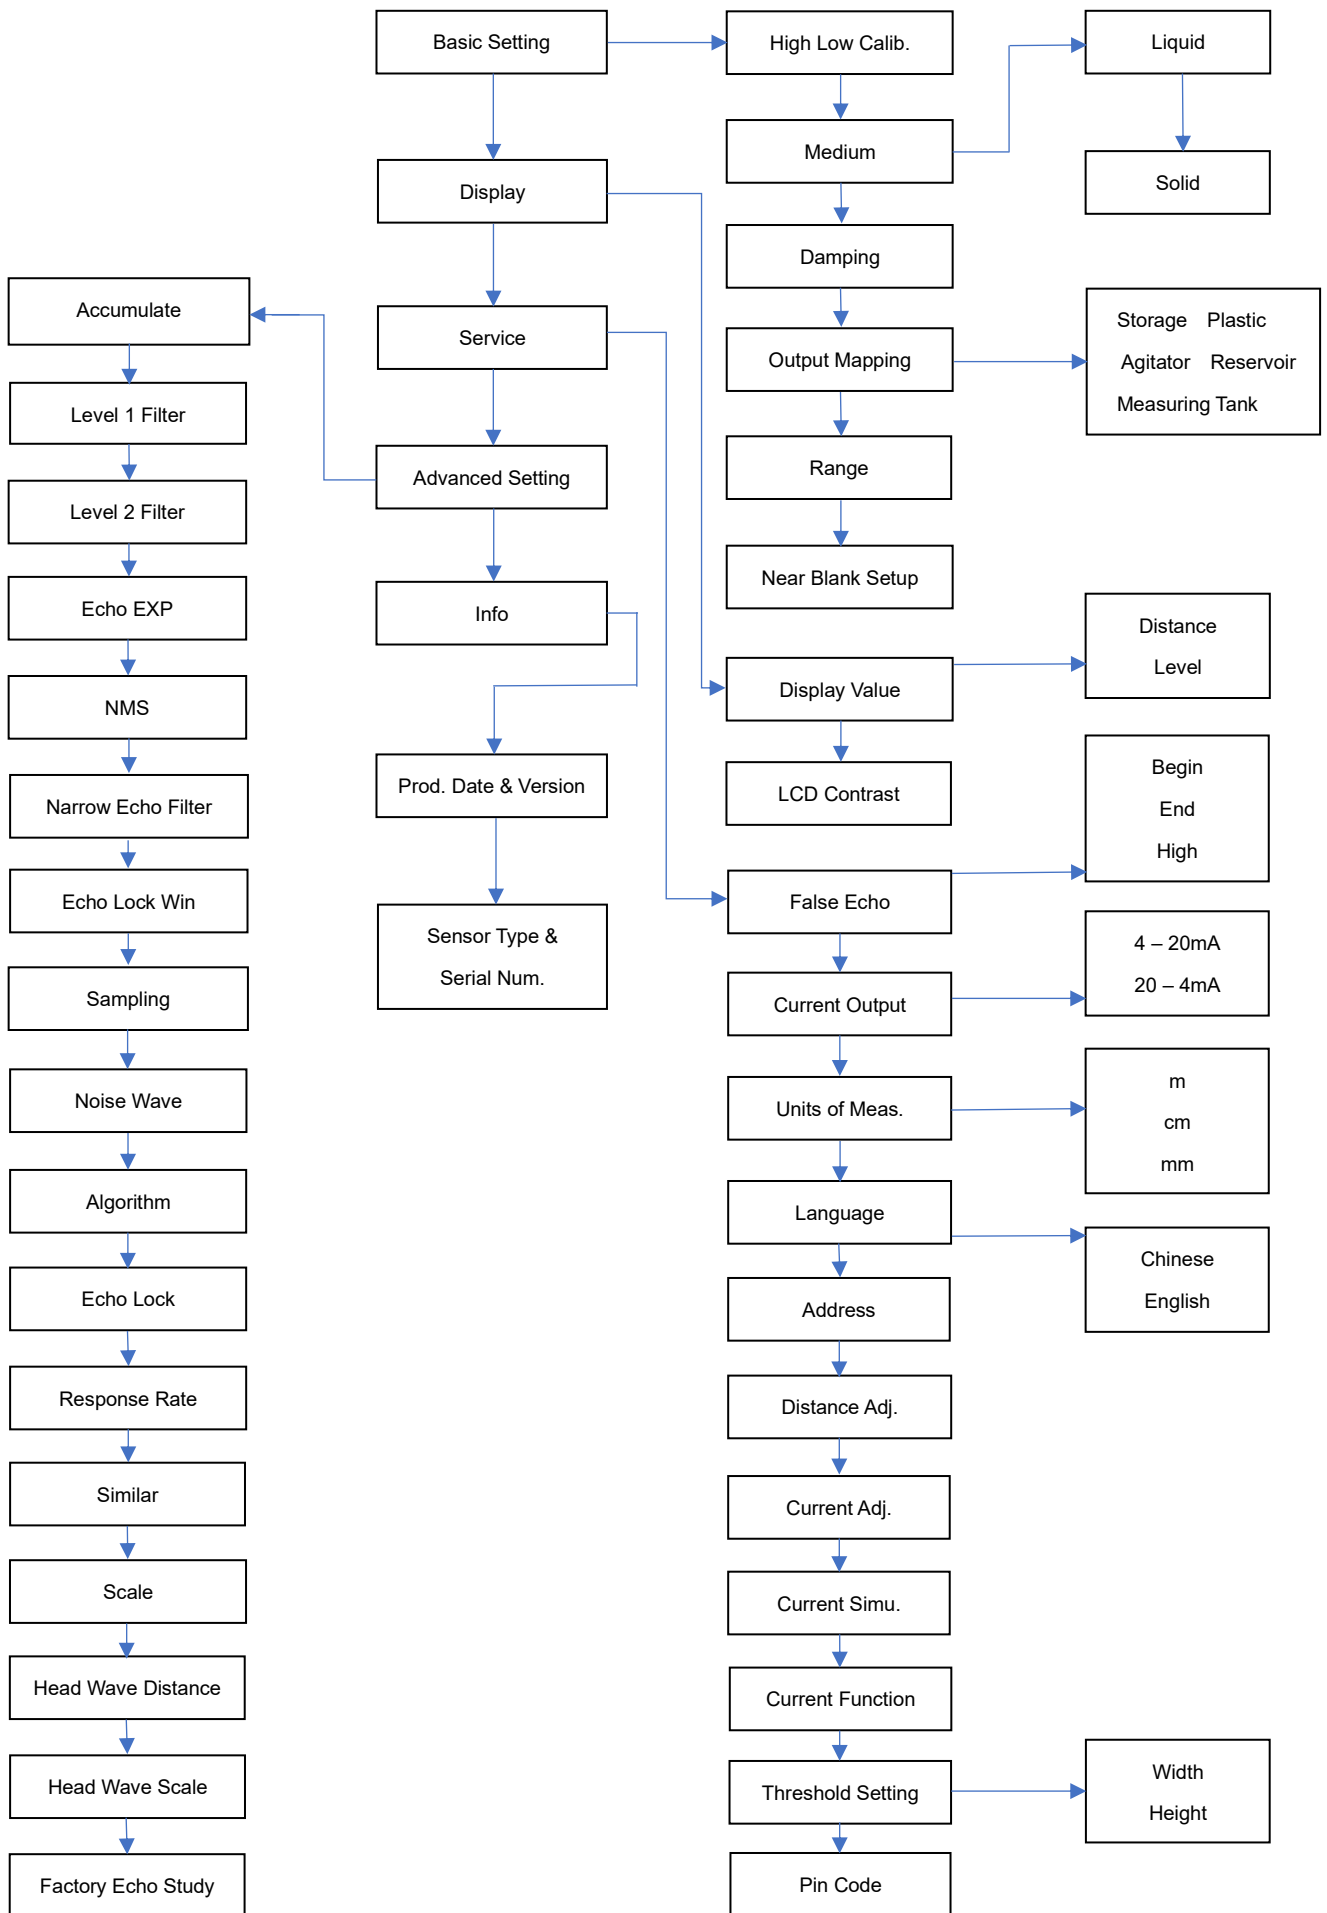 Basic Setting
High Low Calib.
Liquid
Medium
Solid
Display
Damping
Accumulate
Service
Output Mapping
Storage Plastic
Agitator Reservoir
Measuring Tank
Level 1 Filter
Advanced Setting
Range
Level 2 Filter
Near Blank Setup
Echo EXP
Info
Distance
Level
NMS
Display Value
Narrow Echo Filter
Prod. Date & Version
LCD Contrast
Begin
End
High
Echo Lock Win
False Echo
Sensor Type &
Serial Num.
4 – 20mA
20 – 4mA
Sampling
Current Output
Noise Wave
Units of Meas.
m
cm
mm
Algorithm
Language
Chinese
English
Echo Lock
Address
Response Rate
Distance Adj.
Similar
Current Adj.
Scale
Current Simu.
Head Wave Distance
Current Function
Head Wave Scale
Threshold Setting
Width
Height
Factory Echo Study
Pin Code